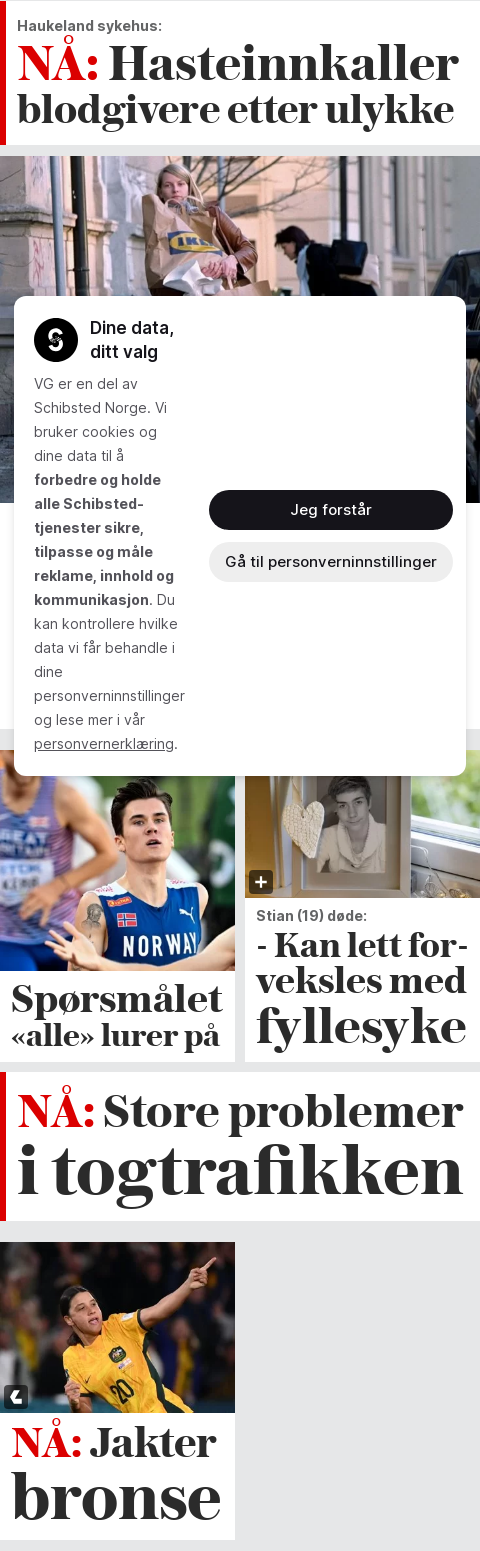 Haukeland sykehus:
NÅ: Hasteinnkaller
blodgivere etter ulykke
IKEA
Dine data,
ditt valg
VG er en del av
Schibsted Norge. Vi
bruker cookies og
dine data til å
forbedre og holde
alle Schibsted-
tjenester sikre,
tilpasse og måle
reklame, innhold og
kommunikasjon. Du
kan kontrollere hvilke
data vi får behandle i
dine
personverninnstillinger
og lese mer i vår
personvernerklæring.
Jeg forstår
Gå til personverninnstillinger
NORWAY
Spørsmålet
«alle» lurer på
Stian (19) døde:
- Kan lett for-
veksles med
fyllesyke
NÅ: Store problemer
i togtrafikken
20
NÅ: Jakter
bronse